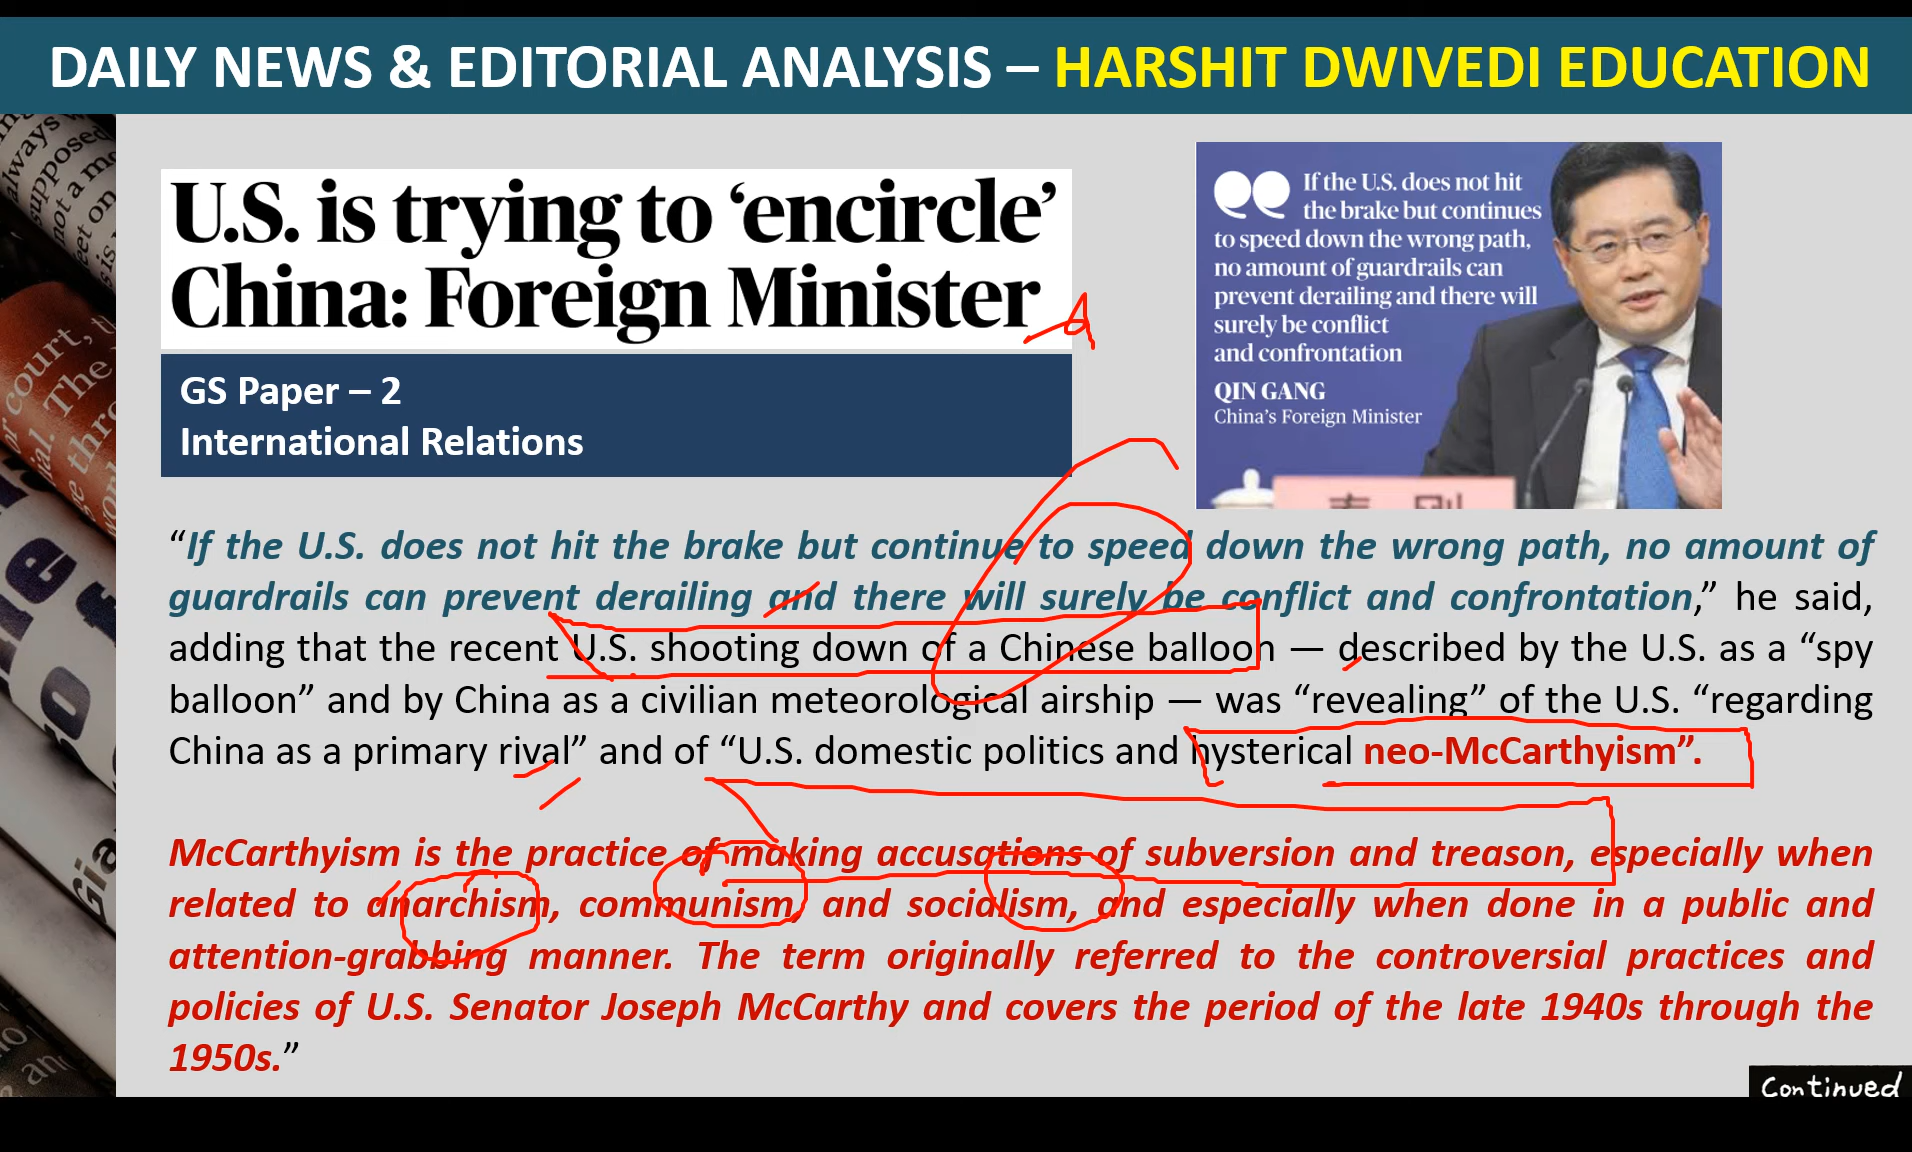 DAILY NEWS & EDITORIAL ANALYSIS – HARSHIT DWIVEDI EDUCATION
U.S. is trying to ‘encircle’
China: Foreign Minister
GS Paper – 2
International Relations
If the U.S. does not hit
the brake but continues
to speed down the wrong path,
no amount of guardrails can
prevent derailing and there will
surely be conflict
and confrontation
QIN GANG
China’s Foreign Minister
“If the U.S. does not hit the brake but continue to speed down the wrong path, no amount of
guardrails can prevent derailing and there will surely be conflict and confrontation,” he said,
adding that the recent U.S. shooting down of a Chinese balloon — described by the U.S. as a “spy
balloon” and by China as a civilian meteorological airship — was “revealing” of the U.S. “regarding
China as a primary rival” and of “U.S. domestic politics and hysterical neo-McCarthyism”.
McCarthyism is the practice of making accusations of subversion and treason, especially when
related to anarchism, communism, and socialism, and especially when done in a public and
attention-grabbing manner. The term originally referred to the controversial practices and
policies of U.S. Senator Joseph McCarthy and covers the period of the late 1940s through the
1950s.”
Continued